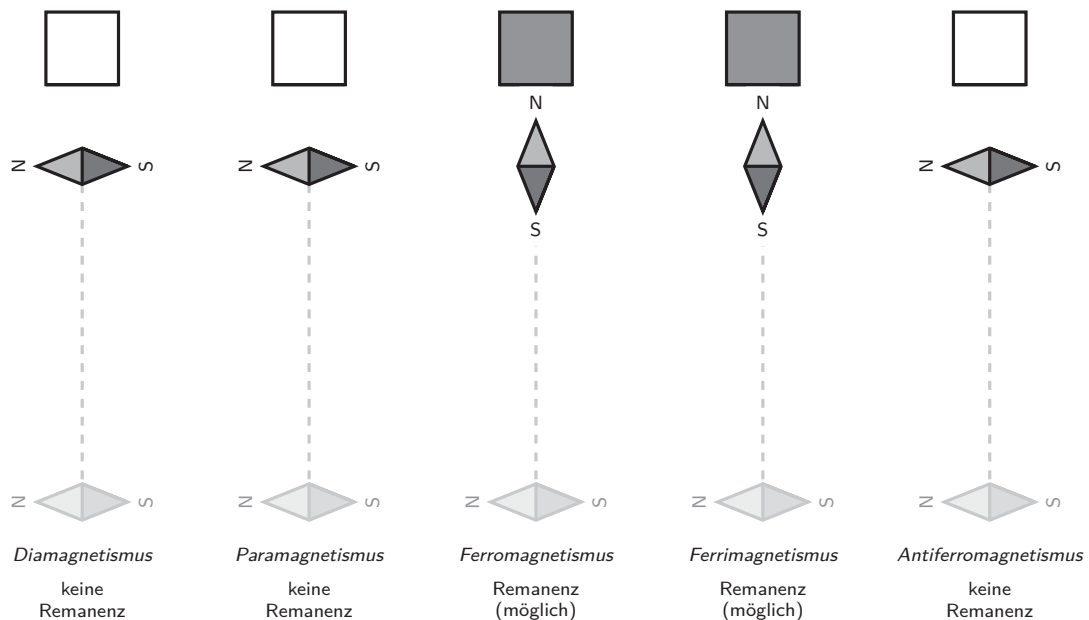 N
N
N
S
N
S
N
S
S
S
N
S
N
S
N
S
N
S
N
S
Diamagnetismus
keine
Remanenz
Paramagnetismus
keine
Remanenz
Ferromagnetismus
Remanenz
(möglich)
Ferrimagnetismus
Remanenz
(möglich)
Antiferromagnetismus
keine
Remanenz